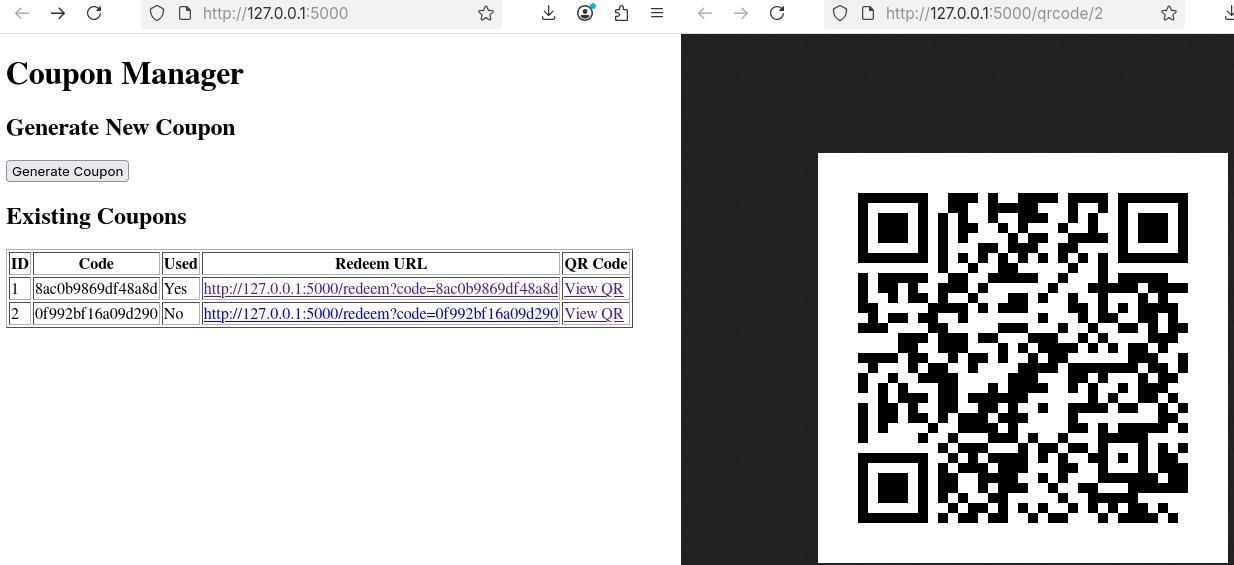 http://127.0.0.1:5000
http://127.0.0.1:5000/qrcode/2
Coupon Manager
Generate New Coupon
Generate Coupon
Existing Coupons
ID Code Used Redeem URL QR Code
1 8ac0b9869df48a8d Yes http://127.0.0.1:5000/redeem?code=8ac0b9869df48a8d View QR
2 0f992bf16a09d290 No http://127.0.0.1:5000/redeem?code=0f992bf16a09d290 View QR